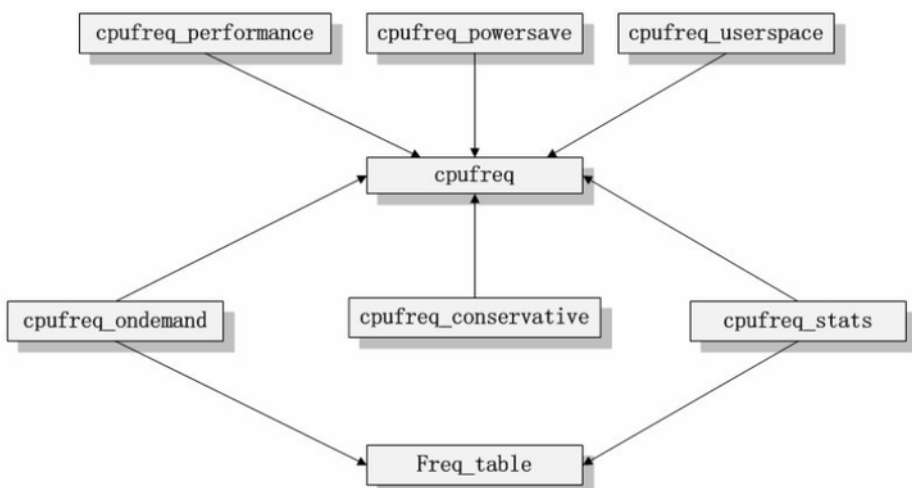 cpufreq_performance
cpufreq_powersave
cpufreq_userspace
cpufreq
cpufreq_ondemand
cpufreq_conservative
cpufreq_stats
Freq_table